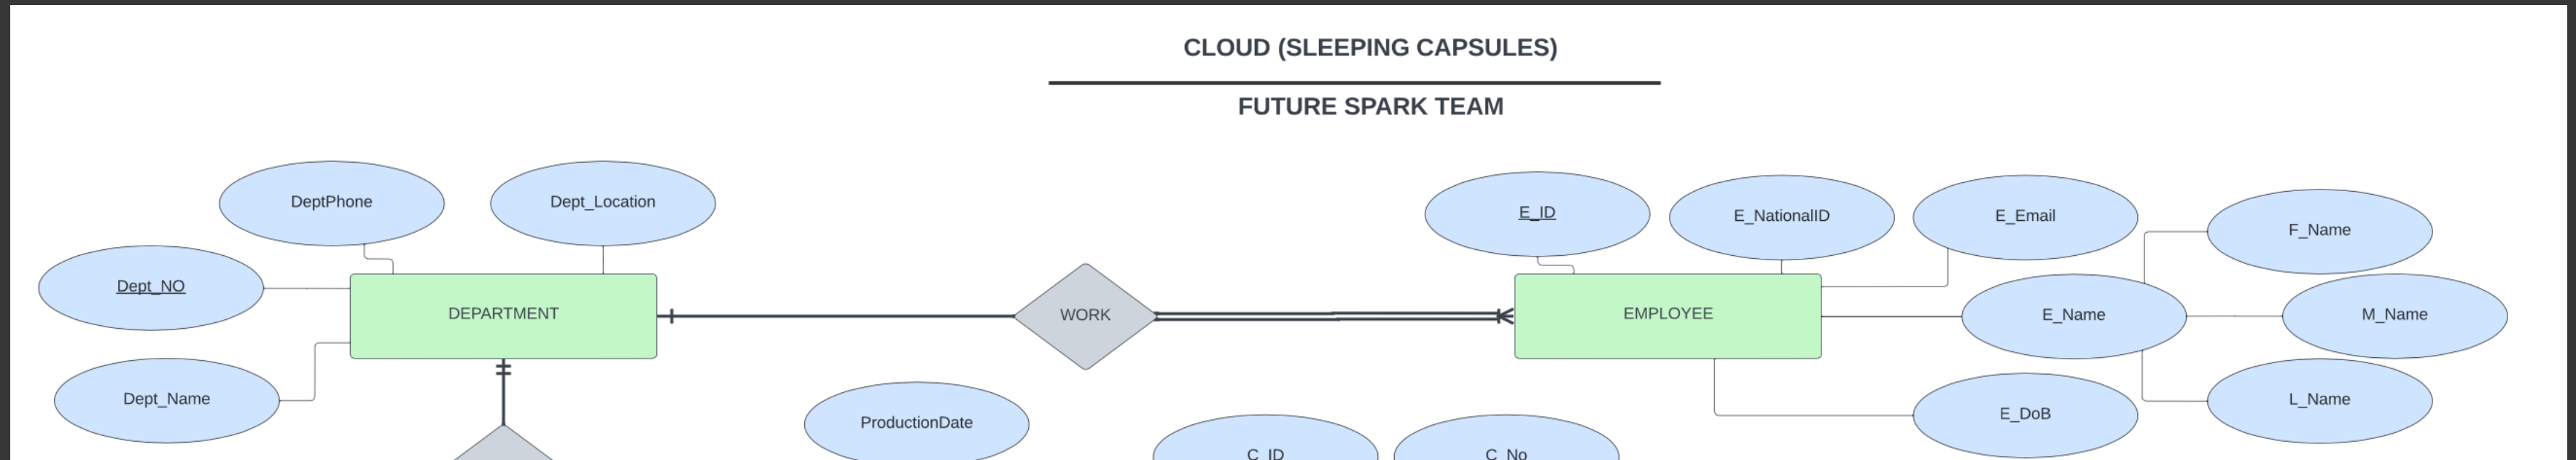 CLOUD (SLEEPING CAPSULES)
FUTURE SPARK TEAM
DeptPhone
Dept_Location
E_ID
E_NationalID
E_Email
F_Name
Dept_NO
DEPARTMENT
WORK
EMPLOYEE
E_Name
M_Name
Dept_Name
ProductionDate
E_DoB
L_Name
C_ID
C_No